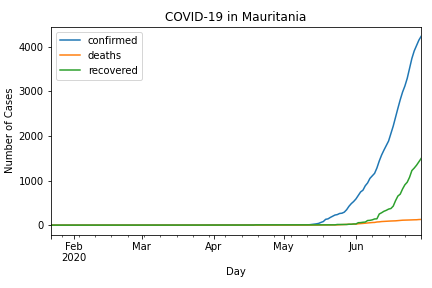 COVID-19 in Mauritania
confirmed
deaths
recovered
Number of Cases
4000
3000
2000
1000
0
Feb Mar Apr May Jun
2020
Day